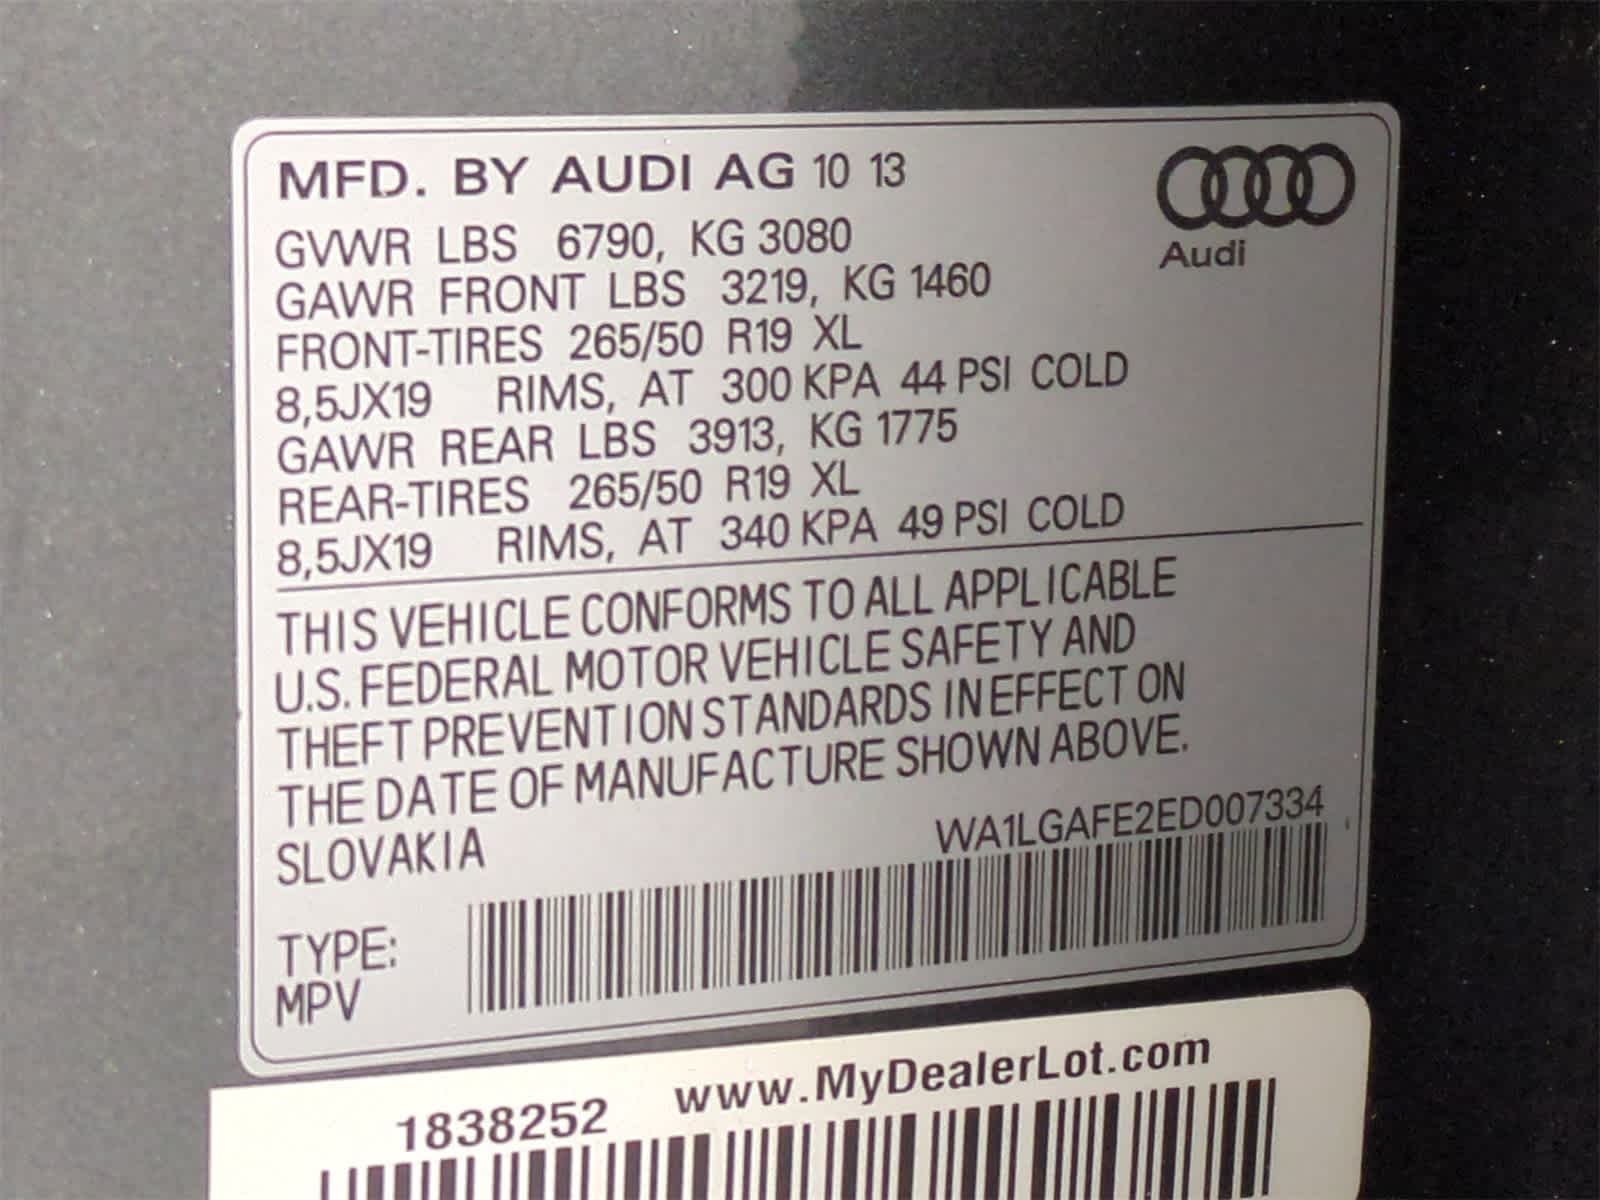 MFD. BY AUDI AG 10 13
Audi
GVWR LBS 6790, KG 3080
GAWR FRONT LBS 3219, KG 1460
FRONT-TIRES 265/50 R19 XL
8,5JX19 RIMS, AT 300 KPA 44 PSI COLD
GAWR REAR LBS 3913, KG 1775
REAR-TIRES 265/50 R19 XL
8,5JX19 RIMS, AT 340 KPA 49 PSI COLD
THIS VEHICLE CONFORMS TO ALL APPLICABLE
U.S. FEDERAL MOTOR VEHICLE SAFETY AND
THEFT PREVENTION STANDARDS IN EFFECT ON
THE DATE OF MANUFACTURE SHOWN ABOVE.
SLOVAKIA WA1LGAFE2ED007334
TYPE:
MPV
www.MyDealerLot.com
1838252